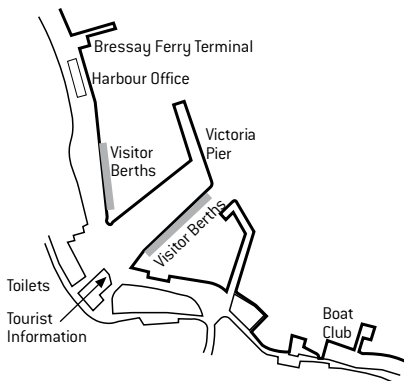 Bressay Ferry Terminal
Harbour Office
Victoria
Pier
Visitor
Berths
Visitor Berths
Toilets
Tourist
Information
Boat
Club